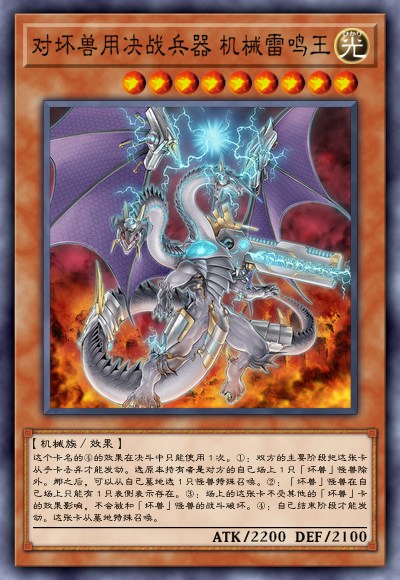 对坏兽用决战兵器 机械雷鸣王
光
ひかり
【机械族/效果】
这个卡名的④的效果在决斗中只能使用1次。①：双方的主要阶段把这张卡
从手卡丢弃才能发动。选原本持有者是对方的自己场上1只「坏兽」怪兽除
外。那之后，可以从自己墓地选1只怪兽特殊召唤。②：「坏兽」怪兽在自
己场上只能有1只表侧表示存在。③：场上的这张卡不受其他的「坏兽」卡
的效果影响，不会被和「坏兽」怪兽的战斗破坏。④：自己结束阶段才能发
动。这张卡从墓地特殊召唤。
ATK/2200 DEF/2100